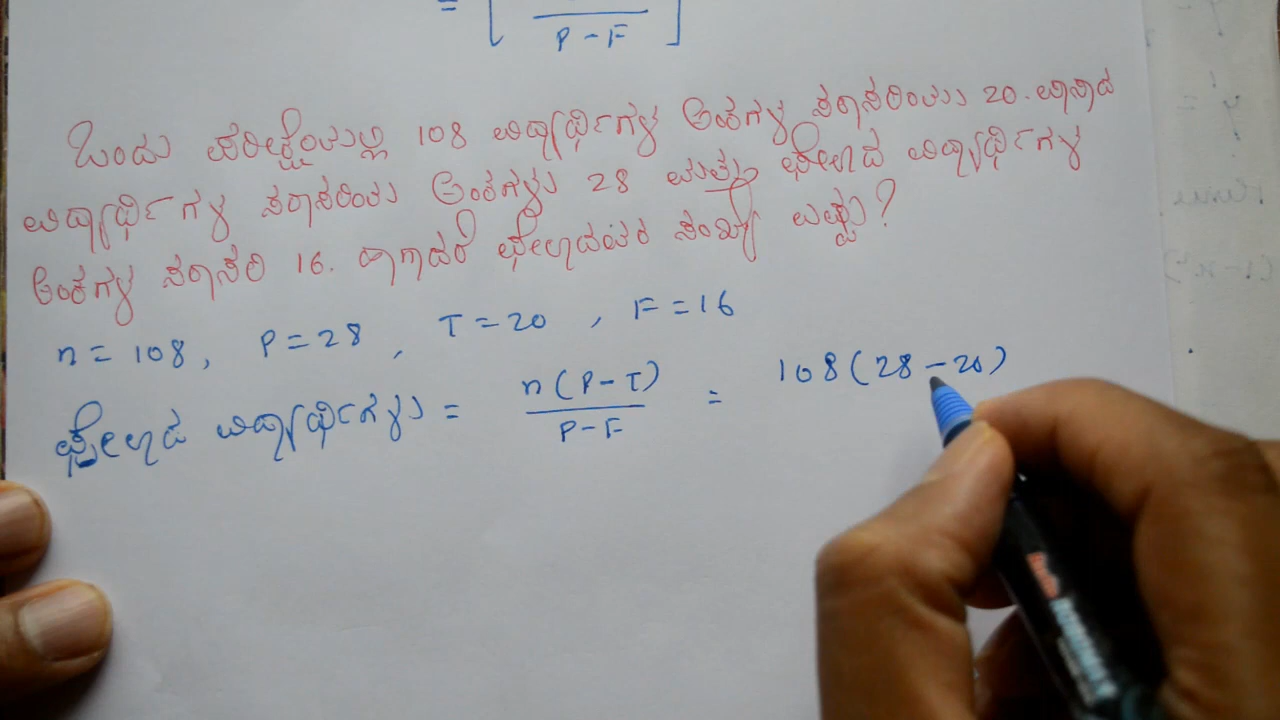 = [ ―― / P - F ]
ಒಂದು ಪರೀಕ್ಷೆಯಲ್ಲಿ 108 ವಿದ್ಯಾರ್ಥಿಗಳ ಅಂಕಗಳ ಸರಾಸರಿಯು 20. ಪಾಸಾದ
ವಿದ್ಯಾರ್ಥಿಗಳ ಸರಾಸರಿಯು ಅಂಕಗಳು 28 ಮತ್ತು ಫೇಲಾದ ವಿದ್ಯಾರ್ಥಿಗಳ
ಅಂಕಗಳ ಸರಾಸರಿ 16. ಹಾಗಾದರೆ ಫೇಲಾದವರ ಸಂಖ್ಯೆ ಎಷ್ಟು?
n = 108, P = 28, T = 20, F = 16
ಫೇಲಾದ ವಿದ್ಯಾರ್ಥಿಗಳು = n(P-T) / P-F = 108(28-20)